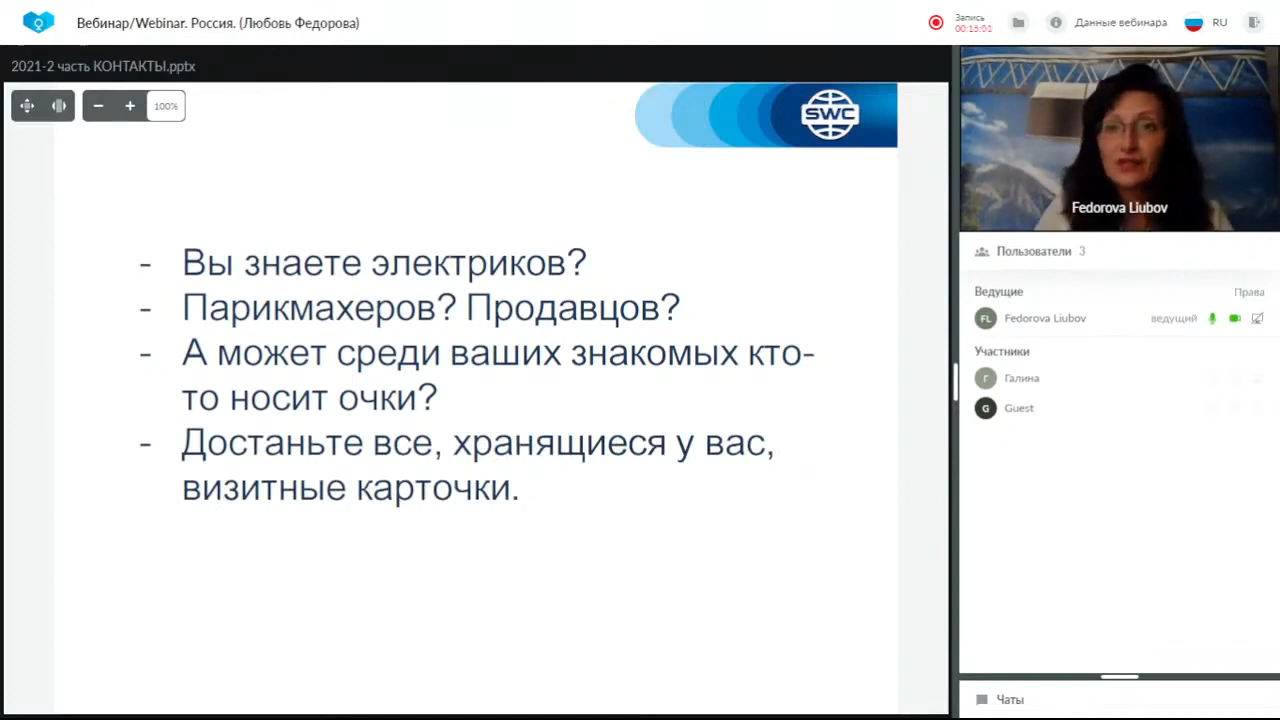 Вебинар/Webinar. Россия. (Любовь Федорова)
Запись
00:15:01
Данные вебинара
RU
2021-2 часть КОНТАКТЫ.pptx
100%
SWC
- Вы знаете электриков?
- Парикмахеров? Продавцов?
- А может среди ваших знакомых кто-
то носит очки?
- Достаньте все, хранящиеся у вас,
визитные карточки.
Fedorova Liubov
Пользователи 3
Ведущие Права
FL Fedorova Liubov ведущий
Участники
Г Галина
G Guest
Чаты